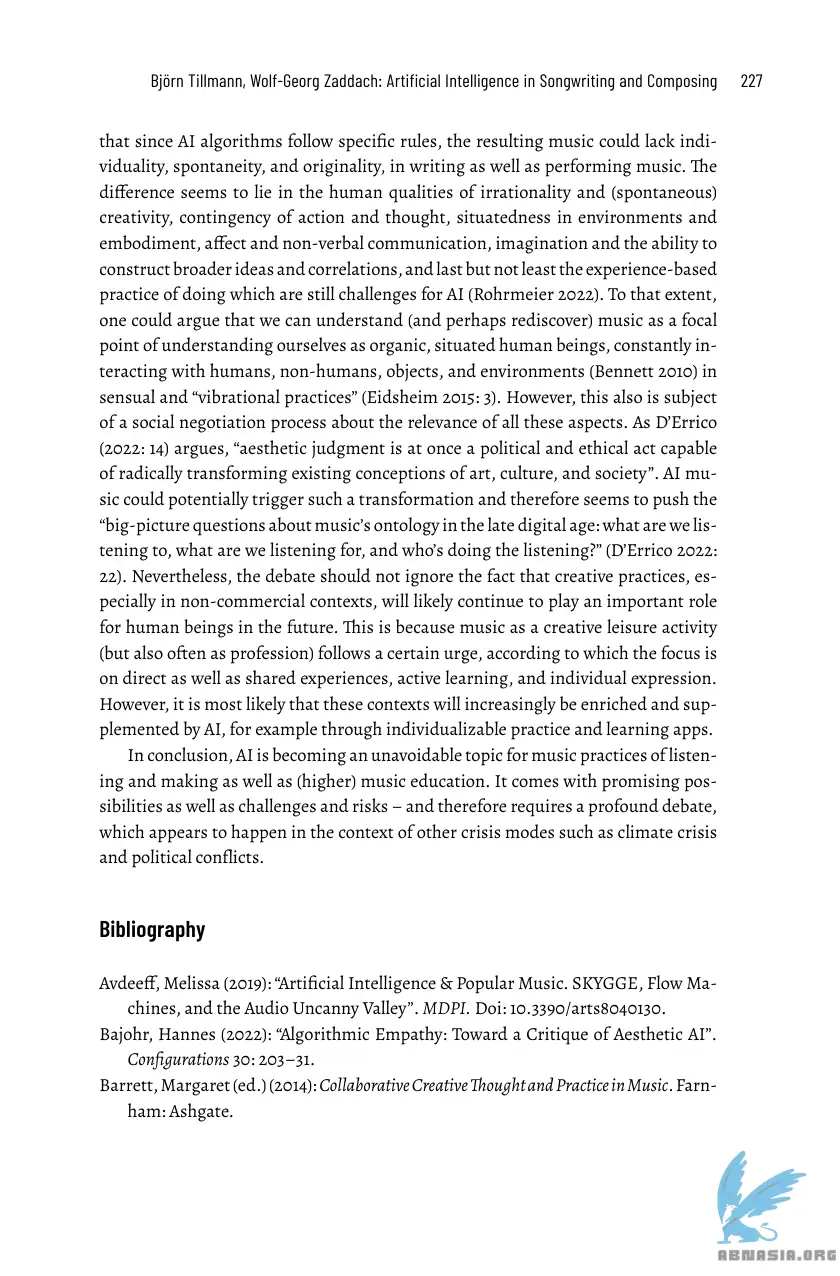 Björn Tillmann, Wolf-Georg Zaddach: Artificial Intelligence in Songwriting and Composing 227
that since AI algorithms follow specific rules, the resulting music could lack indi-
viduality, spontaneity, and originality, in writing as well as performing music. The
difference seems to lie in the human qualities of irrationality and (spontaneous)
creativity, contingency of action and thought, situatedness in environments and
embodiment, affect and non-verbal communication, imagination and the ability to
construct broader ideas and correlations, and last but not least the experience-based
practice of doing which are still challenges for AI (Rohrmeier 2022). To that extent,
one could argue that we can understand (and perhaps rediscover) music as a focal
point of understanding ourselves as organic, situated human beings, constantly in-
teracting with humans, non-humans, objects, and environments (Bennett 2010) in
sensual and “vibrational practices” (Eidsheim 2015: 3). However, this also is subject
of a social negotiation process about the relevance of all these aspects. As D’Errico
(2022: 14) argues, “aesthetic judgment is at once a political and ethical act capable
of radically transforming existing conceptions of art, culture, and society”. AI mu-
sic could potentially trigger such a transformation and therefore seems to push the
“big-picture questions about music’s ontology in the late digital age: what are we lis-
tening to, what are we listening for, and who’s doing the listening?” (D’Errico 2022:
22). Nevertheless, the debate should not ignore the fact that creative practices, es-
pecially in non-commercial contexts, will likely continue to play an important role
for human beings in the future. This is because music as a creative leisure activity
(but also often as profession) follows a certain urge, according to which the focus is
on direct as well as shared experiences, active learning, and individual expression.
However, it is most likely that these contexts will increasingly be enriched and sup-
plemented by AI, for example through individualizable practice and learning apps.
In conclusion, AI is becoming an unavoidable topic for music practices of listen-
ing and making as well as (higher) music education. It comes with promising pos-
sibilities as well as challenges and risks – and therefore requires a profound debate,
which appears to happen in the context of other crisis modes such as climate crisis
and political conflicts.
Bibliography
Avdeeff, Melissa (2019): “Artificial Intelligence & Popular Music. SKYGGE, Flow Ma-
chines, and the Audio Uncanny Valley”. MDPI. Doi: 10.3390/arts8040130.
Bajohr, Hannes (2022): “Algorithmic Empathy: Toward a Critique of Aesthetic AI”.
Configurations 30: 203–31.
Barrett, Margaret (ed.) (2014): Collaborative Creative Thought and Practice in Music. Farn-
ham: Ashgate.
ABNASIA.ORG